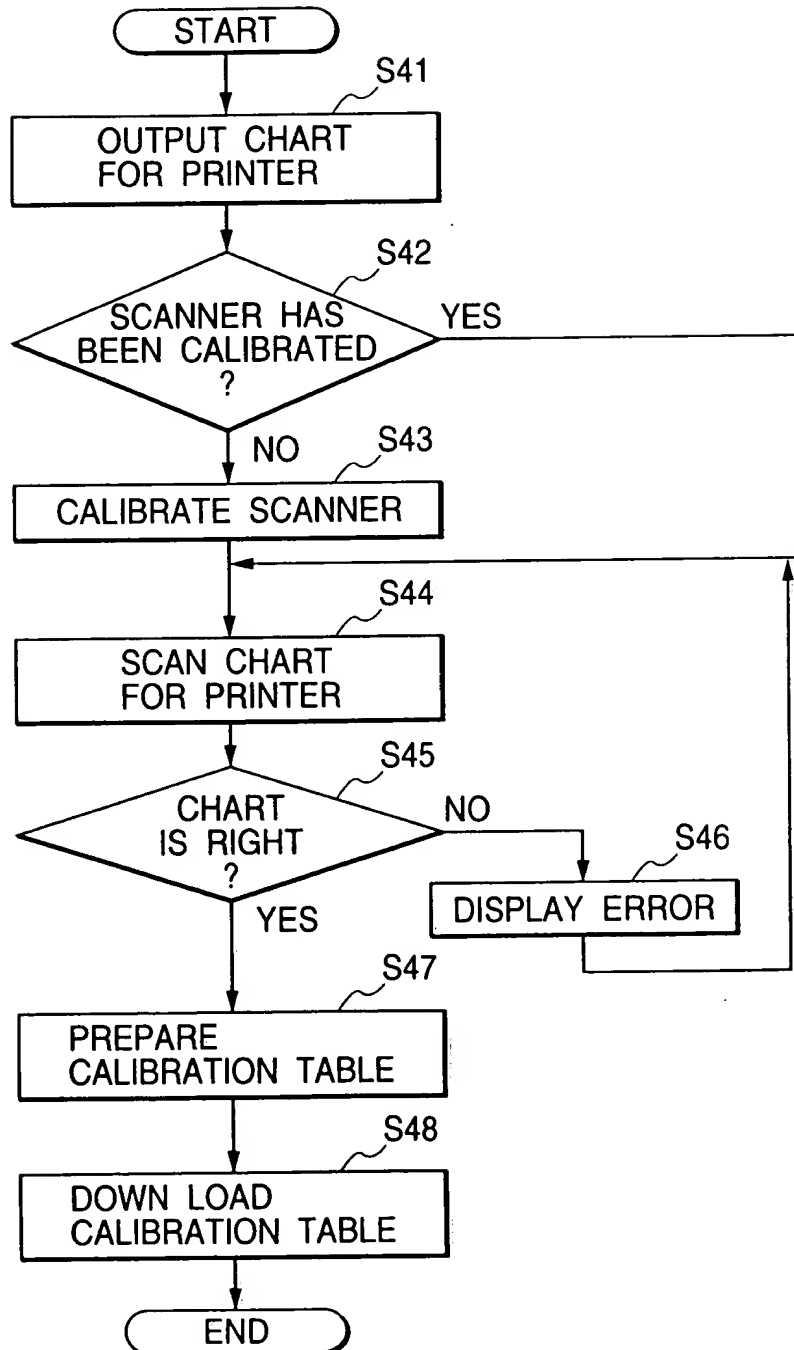 START
S41
OUTPUT CHART
FOR PRINTER
S42
SCANNER HAS
BEEN CALIBRATED
?
YES
NO
S43
CALIBRATE SCANNER
S44
SCAN CHART
FOR PRINTER
S45
CHART
IS RIGHT
?
NO
S46
DISPLAY ERROR
YES
S47
PREPARE
CALIBRATION TABLE
S48
DOWN LOAD
CALIBRATION TABLE
END